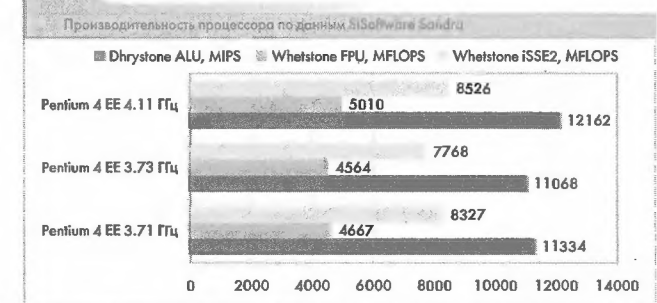 Производительность процессора по данным SiSoftware Sandra
Dhrystone ALU, MIPS Whetstone FPU, MFLOPS Whetstone iSSE2, MFLOPS
8526
Pentium 4 EE 4.11 ГГц 5010
12162
7768
Pentium 4 EE 3.73 ГГц 4564
11068
8327
Pentium 4 EE 3.71 ГГц 4667
11334
0 2000 4000 6000 8000 10000 12000 14000